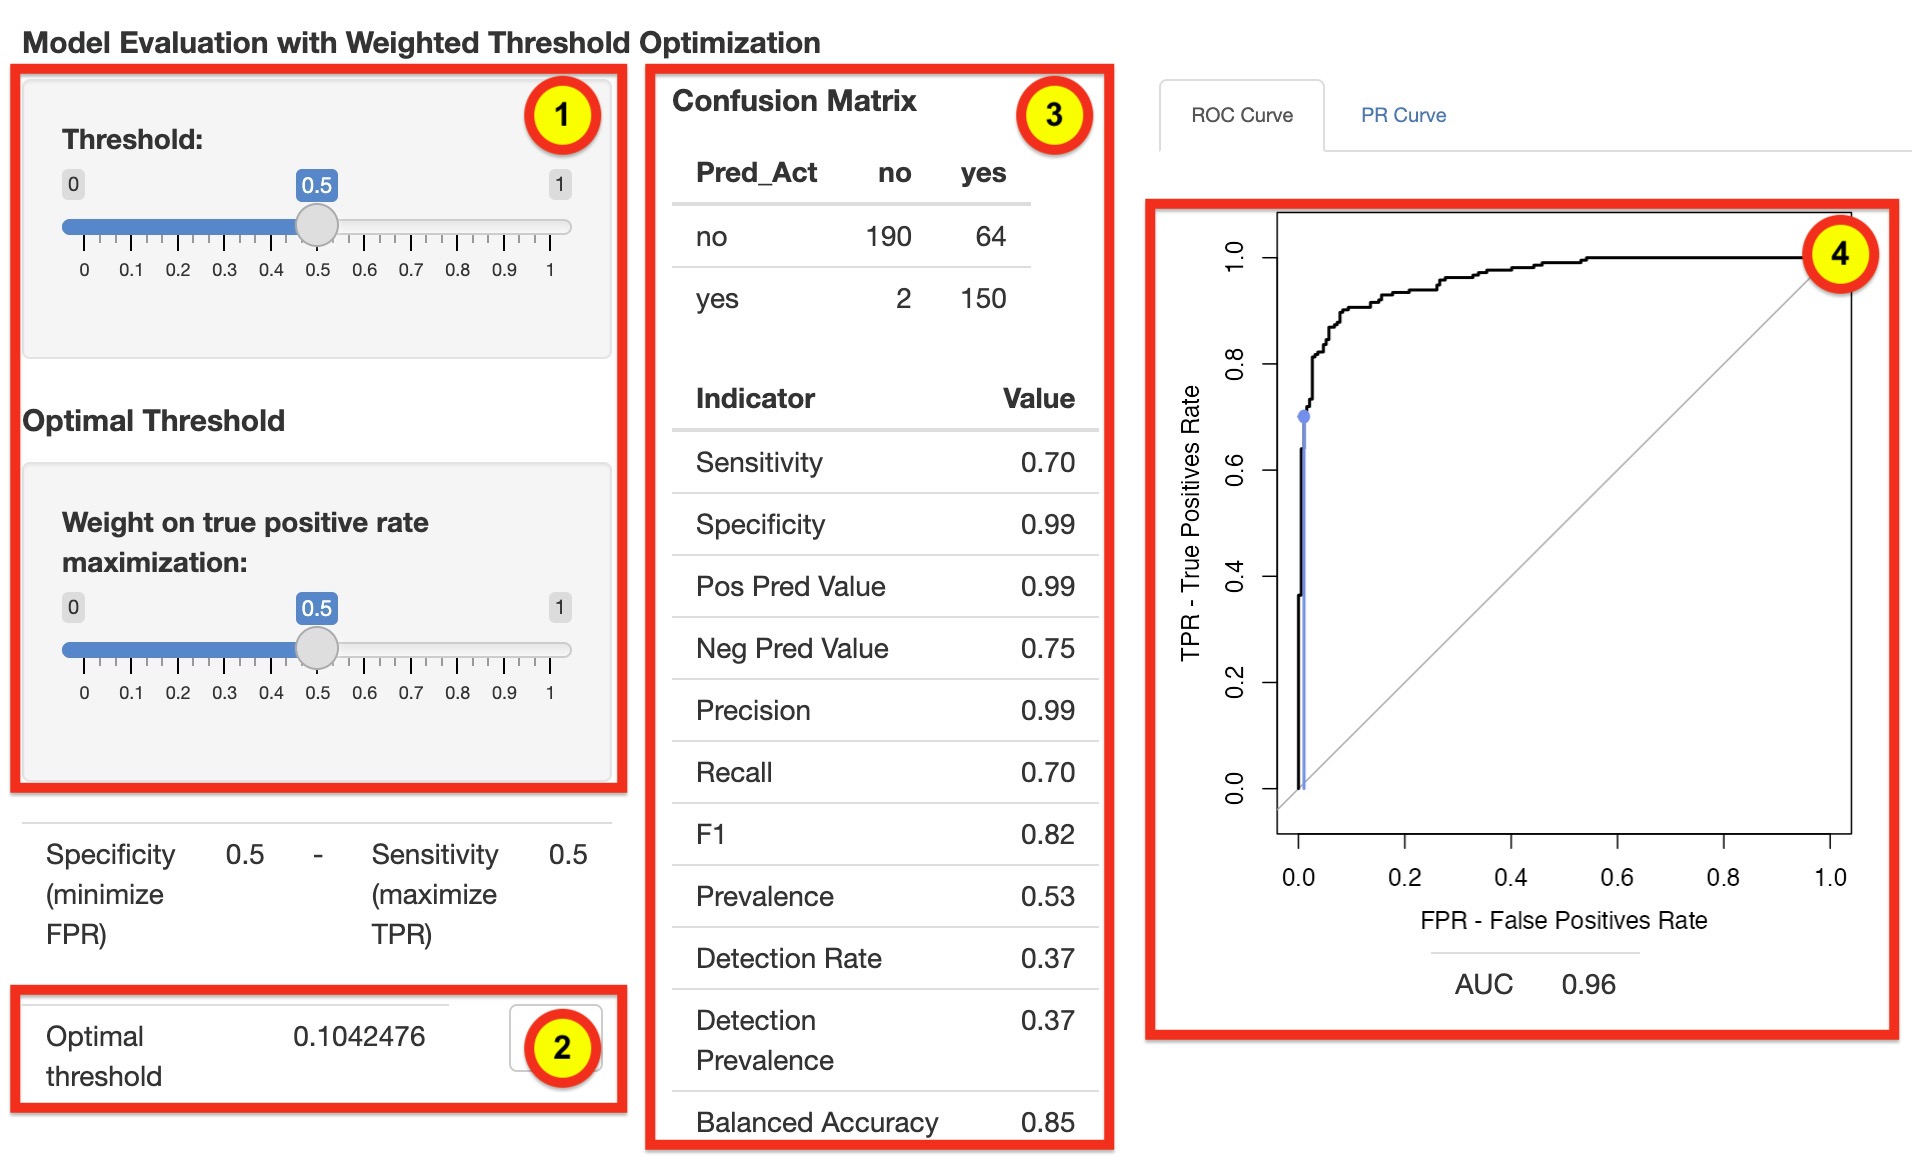 Model Evaluation with Weighted Threshold Optimization
1
Threshold:
0
0.5
1
0 0.1 0.2 0.3 0.4 0.5 0.6 0.7 0.8 0.9 1
Optimal Threshold
Weight on true positive rate
maximization:
0
0.5
1
0 0.1 0.2 0.3 0.4 0.5 0.6 0.7 0.8 0.9 1
Specificity 0.5 - Sensitivity 0.5
(minimize (maximize
FPR) TPR)
Optimal 0.1042476
threshold
2
Confusion Matrix
3
Pred_Act no yes
no 190 64
yes 2 150
Indicator Value
Sensitivity 0.70
Specificity 0.99
Pos Pred Value 0.99
Neg Pred Value 0.75
Precision 0.99
Recall 0.70
F1 0.82
Prevalence 0.53
Detection Rate 0.37
Detection 0.37
Prevalence
Balanced Accuracy 0.85
ROC Curve PR Curve
4
TPR - True Positives Rate
1.0
0.8
0.6
0.4
0.2
0.0
0.0 0.2 0.4 0.6 0.8 1.0
FPR - False Positives Rate
AUC 0.96